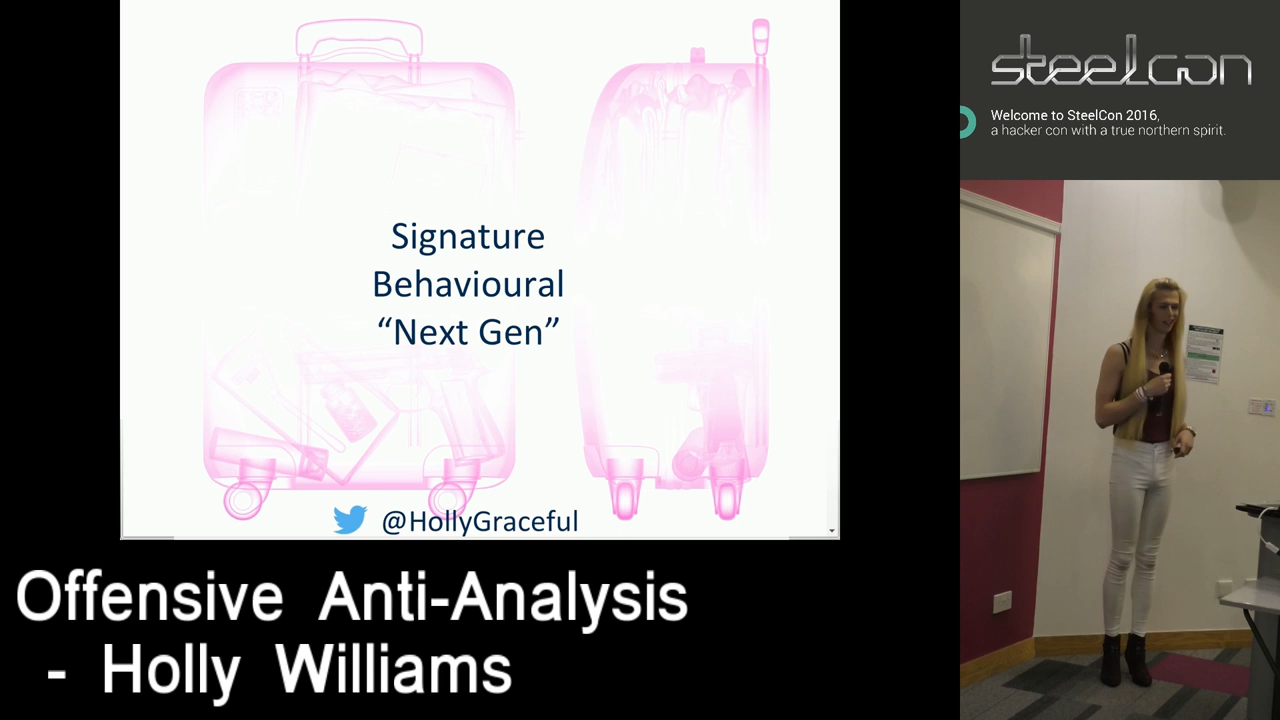 Signature
Behavioural
“Next Gen”
@HollyGraceful
steelcon
Welcome to SteelCon 2016,
a hacker con with a true northern spirit.
Offensive Anti-Analysis
- Holly Williams